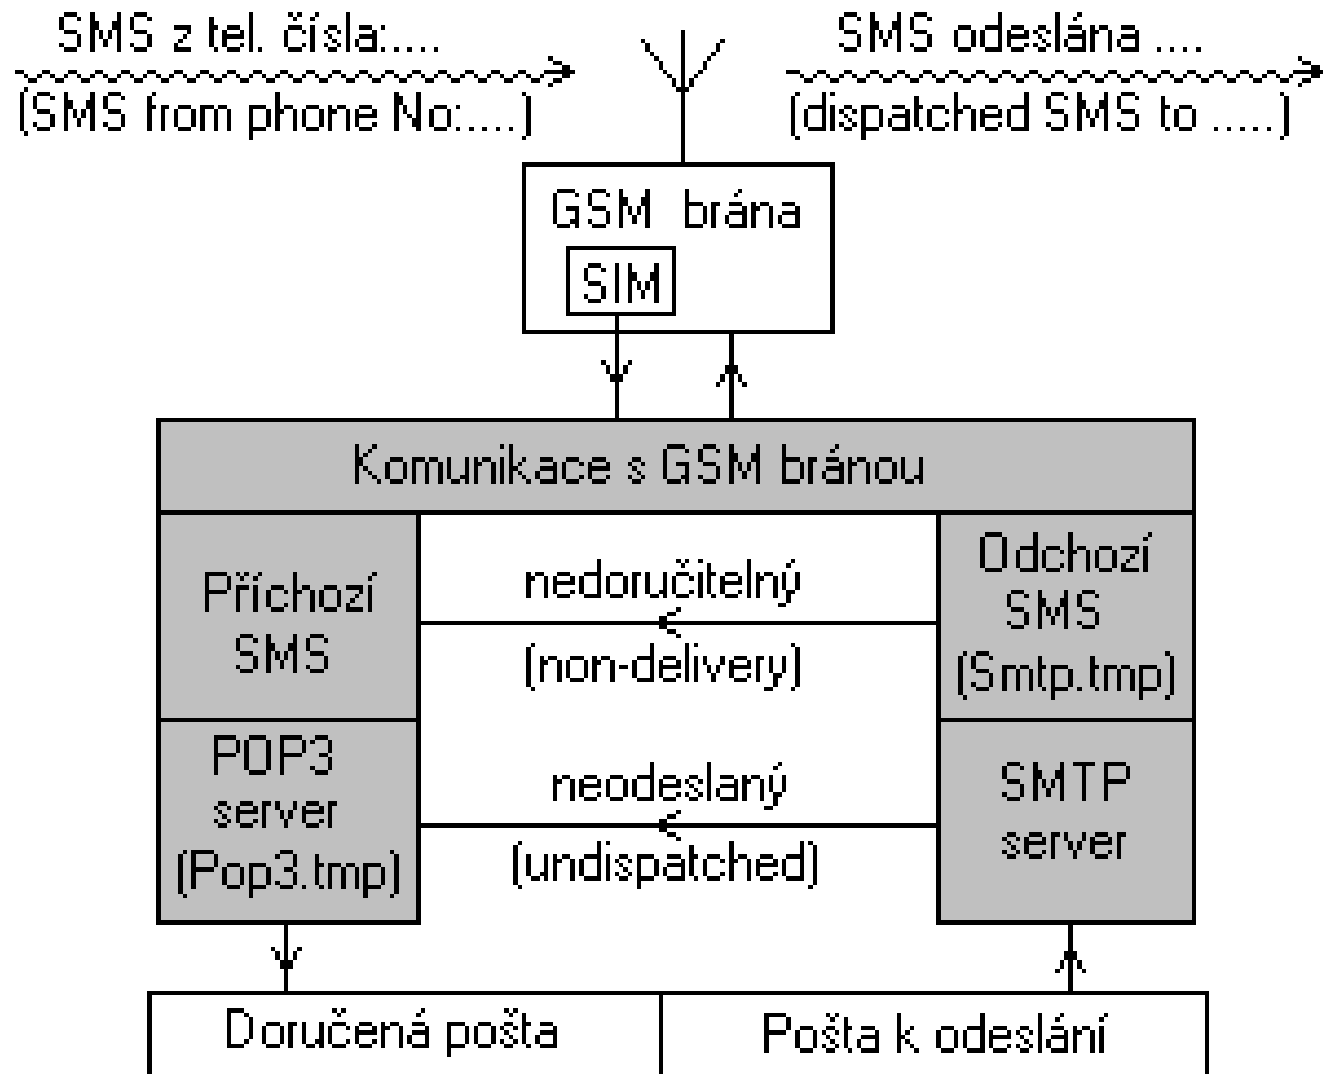 SMS z tel. čísla:....
(SMS from phone No:....)
SMS odeslána ....
(dispatched SMS to .....)
GSM brána
SIM
Komunikace s GSM bránou
Příchozí
SMS
nedoručitelný
(non-delivery)
Odchozí
SMS
(Smtp.tmp)
POP3
server
(Pop3.tmp)
neodeslaný
(undispatched)
SMTP
server
Doručená pošta
Pošta k odeslání